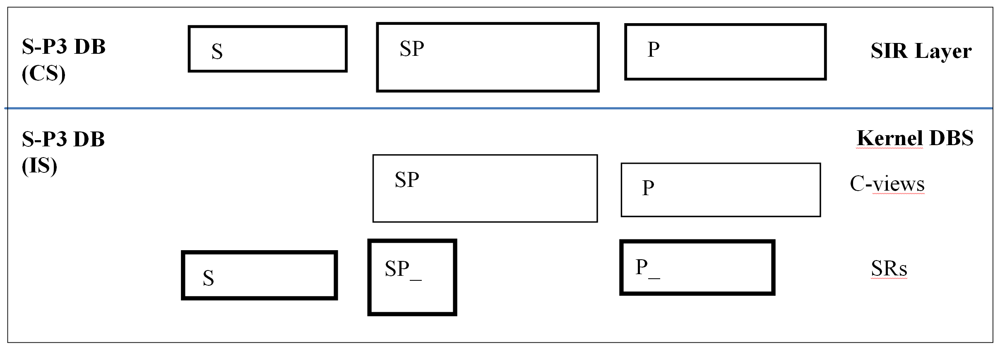 S-P3 DB
(CS)
S
SP
P
SIR Layer
S-P3 DB
(IS)
Kernel DBS
SP
P
C-views
S
SP_
P_
SRs